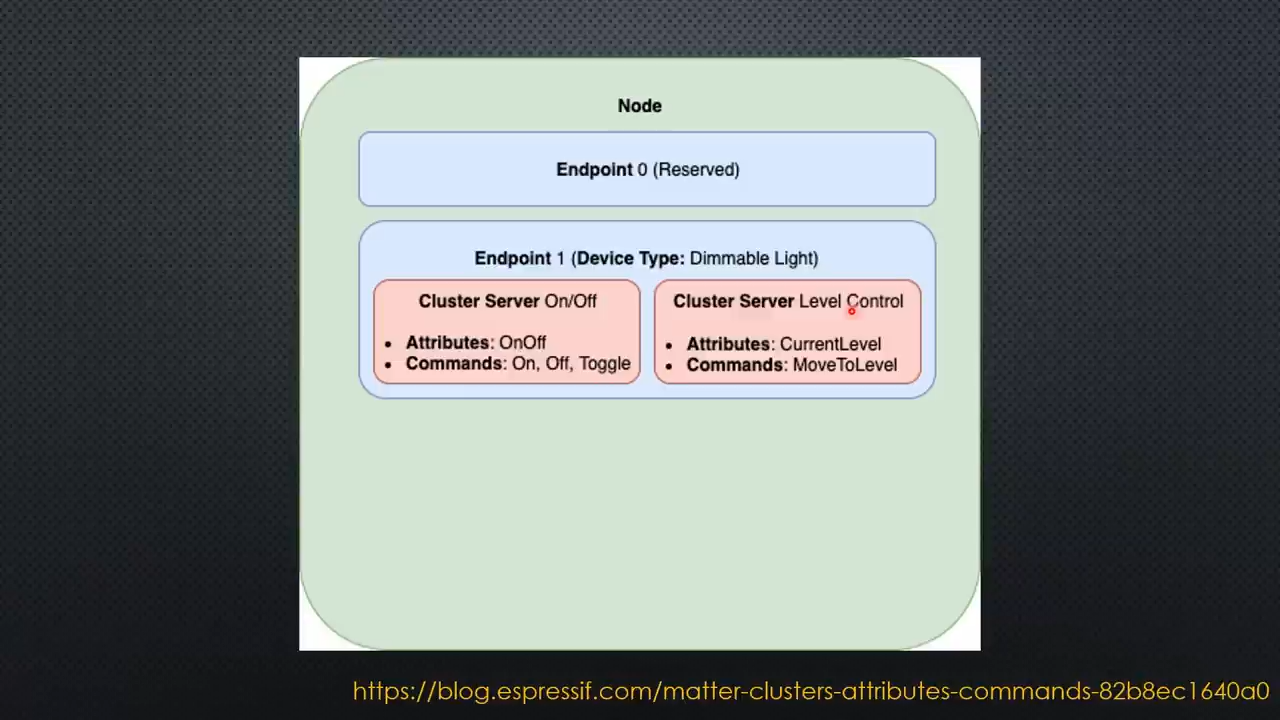 Node
Endpoint 0 (Reserved)
Endpoint 1 (Device Type: Dimmable Light)
Cluster Server On/Off
• Attributes: OnOff
• Commands: On, Off, Toggle
Cluster Server Level Control
• Attributes: CurrentLevel
• Commands: MoveToLevel
https://blog.espressif.com/matter-clusters-attributes-commands-82b8ec1640a0